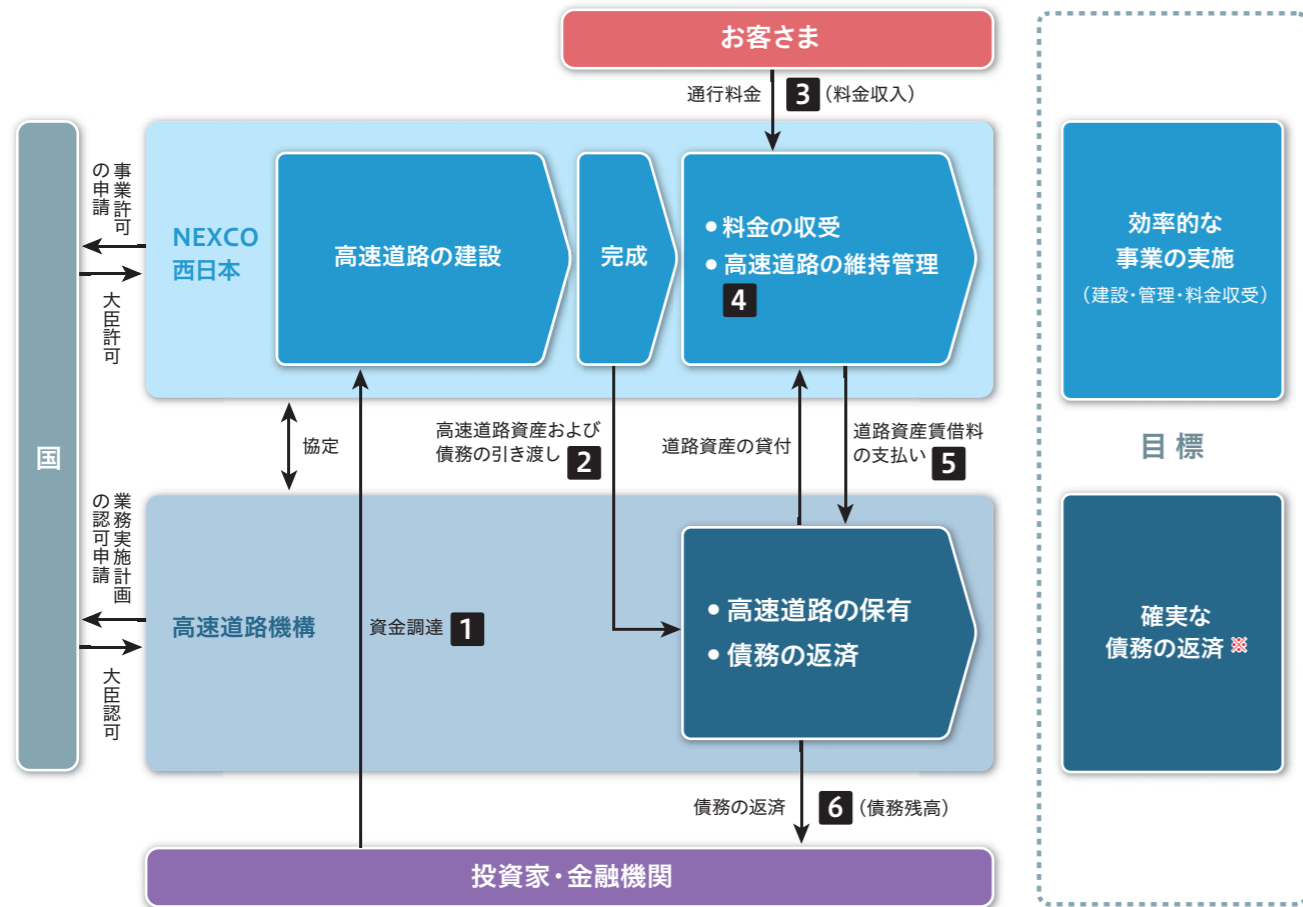 お客さま
通行料金 3 (料金収入)
国
事業許可
の申請
大臣許可
NEXCO
西日本
高速道路の建設
完成
• 料金の収受
• 高速道路の維持管理
4
効率的な
事業の実施
(建設・管理・料金収受)
協定
高速道路資産および
債務の引き渡し 2
道路資産の貸付
道路資産賃借料
の支払い 5
目標
業務実施計画
の認可申請
大臣認可
高速道路機構
資金調達 1
• 高速道路の保有
• 債務の返済
確実な
債務の返済 ※
債務の返済 6 (債務残高)
投資家・金融機関